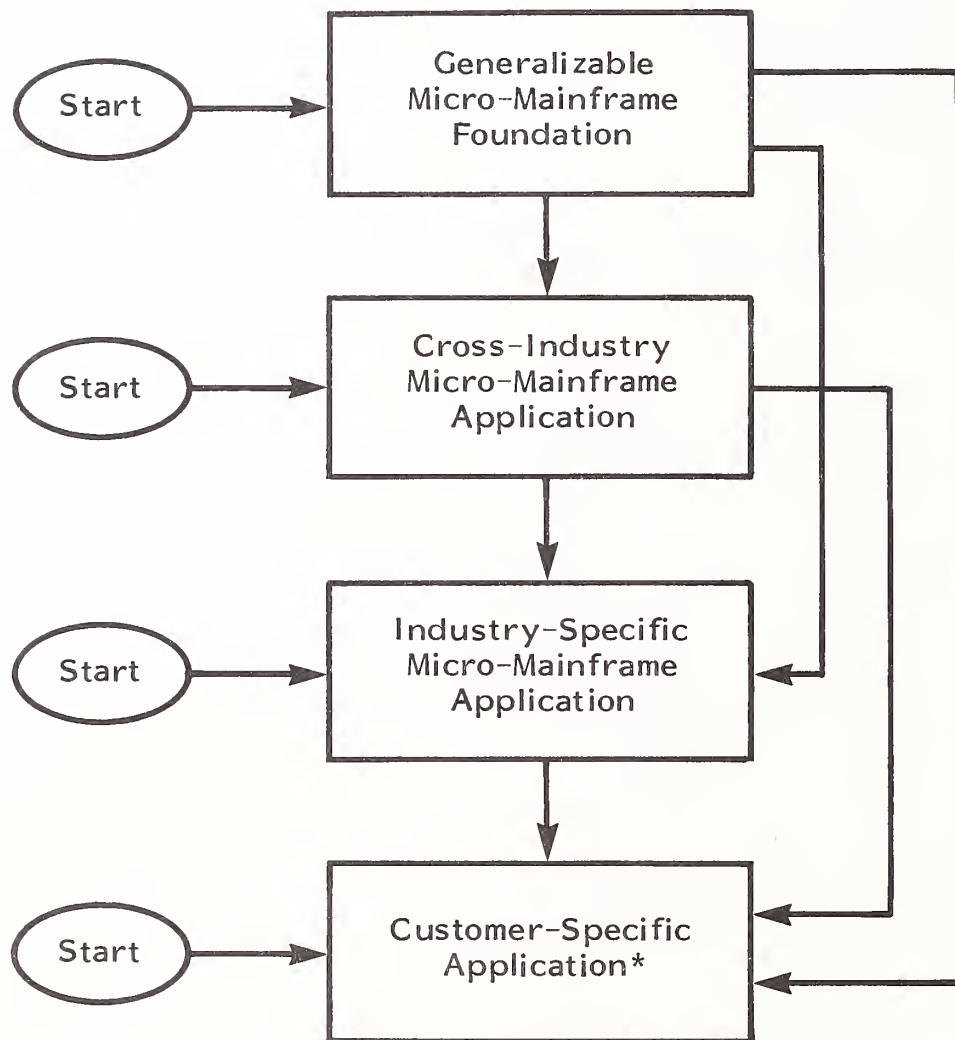 Start
Generalizable
Micro-Mainframe
Foundation
Start
Cross-Industry
Micro-Mainframe
Application
Start
Industry-Specific
Micro-Mainframe
Application
Start
Customer-Specific
Application*